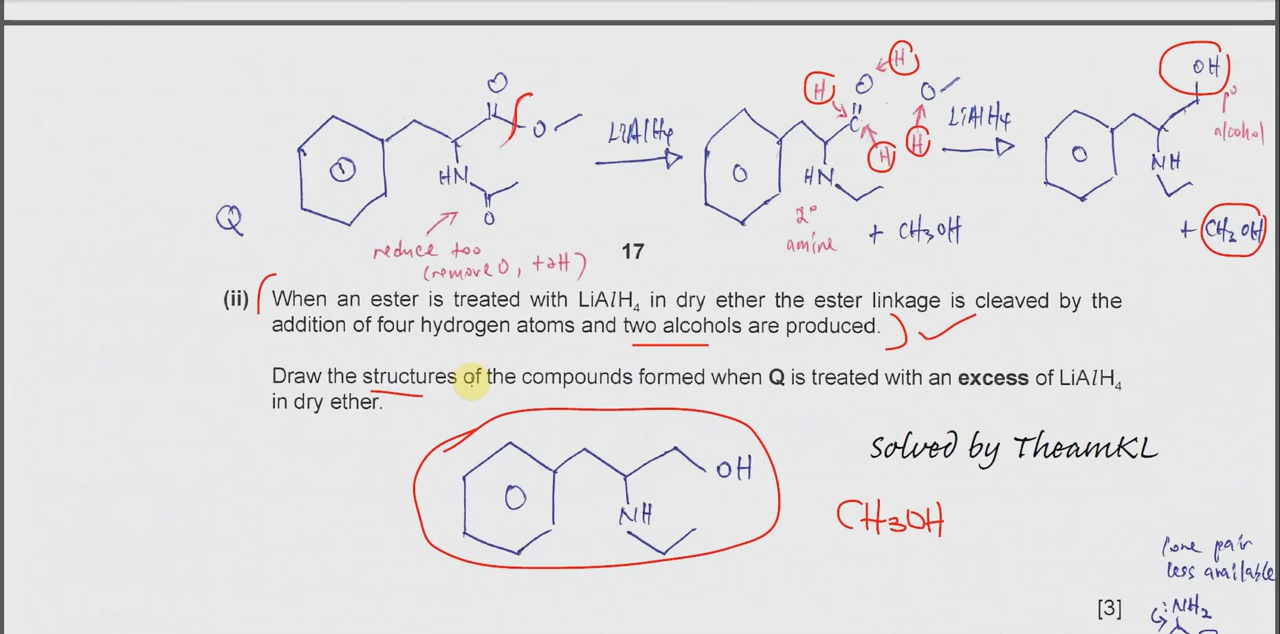 O
O
HN
O
Q
reduce too
(remove O, +2H)
LiAlH4
H
H
O
O
C
H
H
HN
2°
amine
+ CH3OH
LiAlH4
OH
1°
alcohol
NH
+ CH3OH
17
(ii) When an ester is treated with LiAlH4 in dry ether the ester linkage is cleaved by the
addition of four hydrogen atoms and two alcohols are produced.
Draw the structures of the compounds formed when Q is treated with an excess of LiAlH4
in dry ether.
OH
NH
Solved by TheamKL
CH3OH
lone pair
less available
:NH2
[3]